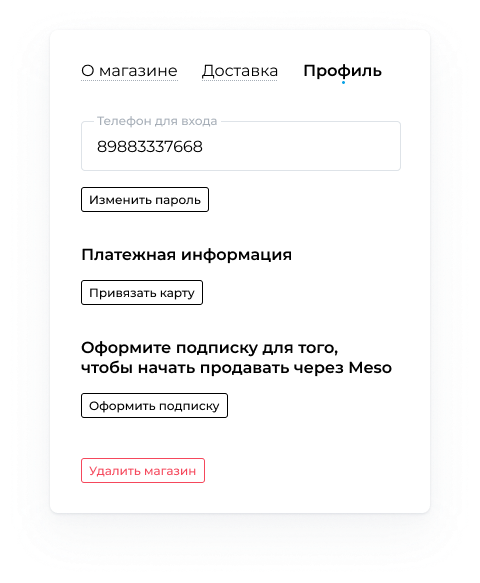 О магазине Доставка Профиль
Телефон для входа
89883337668
Изменить пароль
Платежная информация
Привязать карту
Оформите подписку для того,
чтобы начать продавать через Meso
Оформить подписку
Удалить магазин